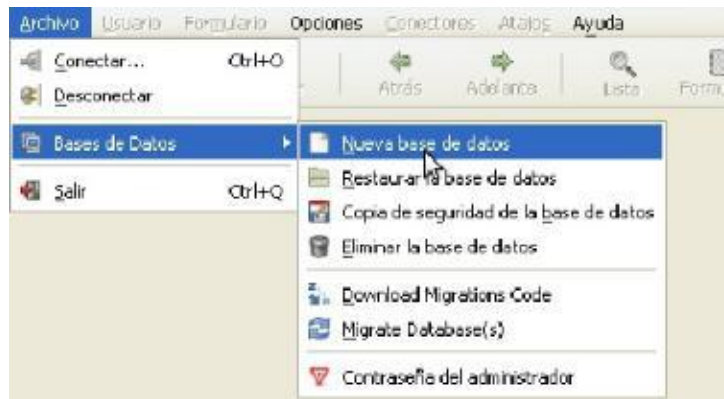 Archivo Usuario Formulario Opciones Conectores Atajos Ayuda
Conectar... Ctrl+O
Desconectar
Atrás Adelante Lista
Bases de Datos
Salir Ctrl+Q
Nueva base de datos
Restaurar la base de datos
Copia de seguridad de la base de datos
Eliminar la base de datos
Download Migrations Code
Migrate Database(s)
Contraseña del administrador